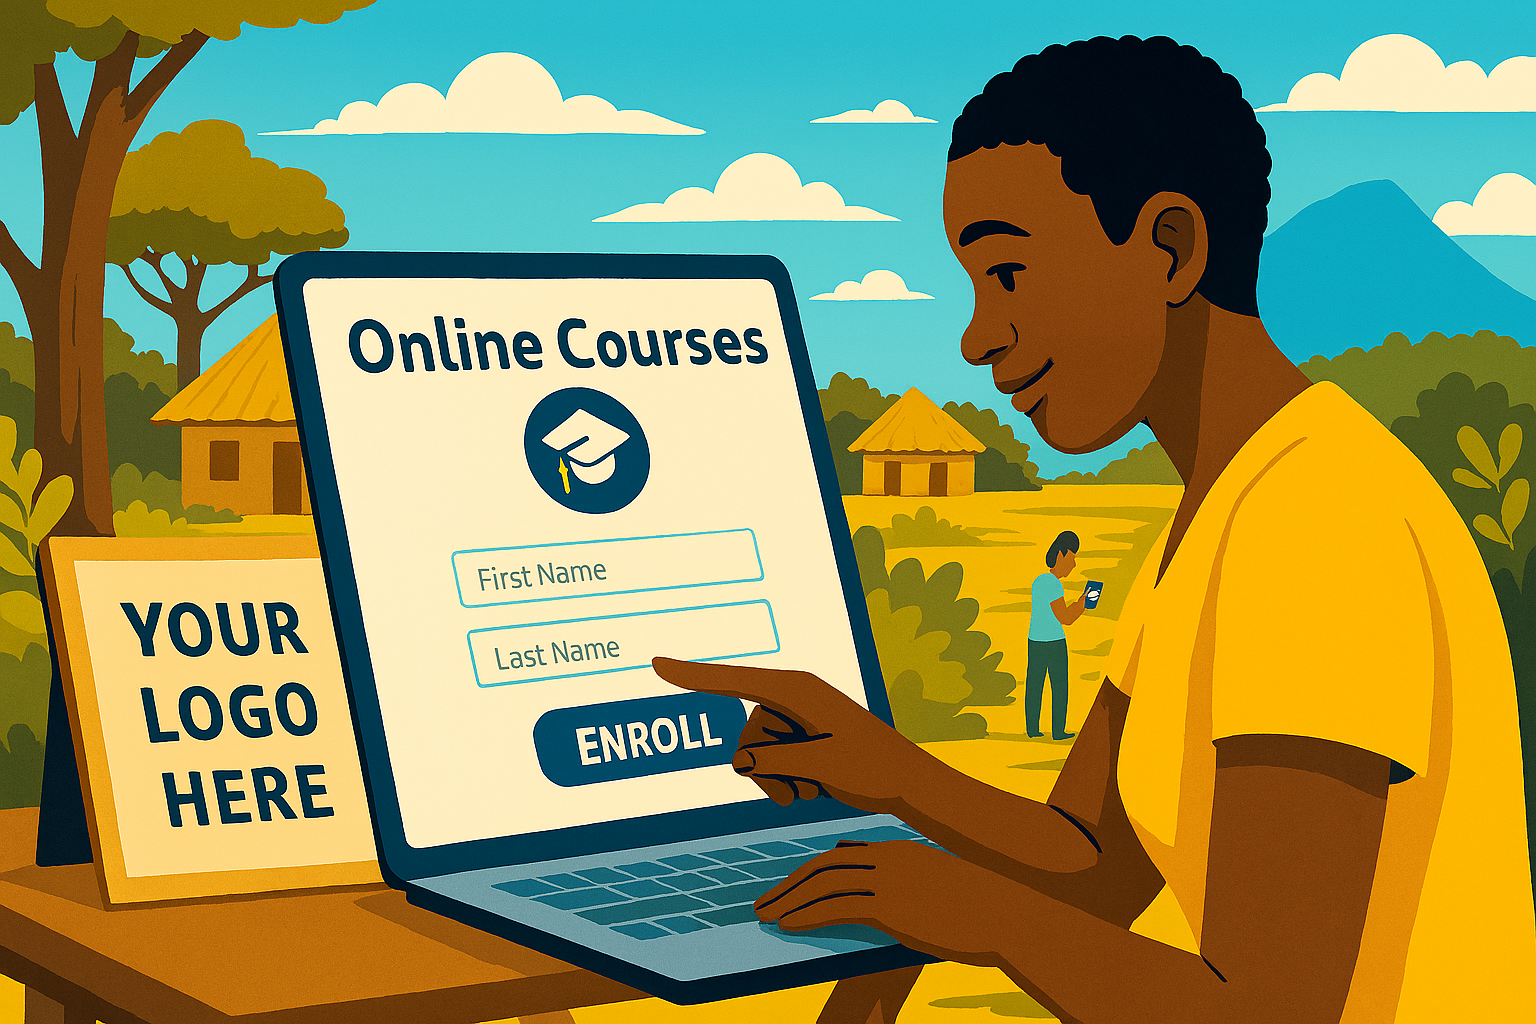 Online Courses
First Name
Last Name
ENROLL
YOUR
LOGO
HERE